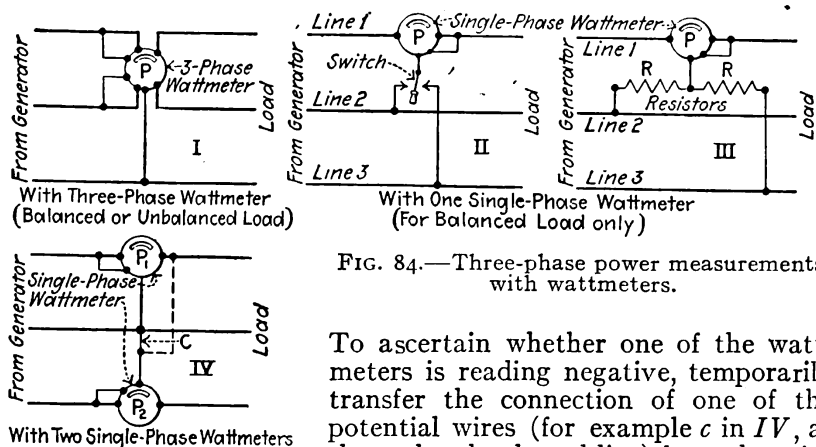 From Generator
P
3-Phase
Wattmeter
I
Load
With Three-Phase Wattmeter
(Balanced or Unbalanced Load)
From Generator
Line 1
P
Single-Phase Wattmeter
Switch
Line 2
II
Line 3
Load
With One Single-Phase Wattmeter
(For Balanced Load only)
From Generator
Line 1
P
R
R
Resistors
Line 2
III
Line 3
Load
From Generator
P1
Single-Phase
Wattmeter
C
IV
P2
Load
With Two Single-Phase Wattmeters
FIG. 84.—Three-phase power measurements
with wattmeters.
To ascertain whether one of the watt
meters is reading negative, temporaril
transfer the connection of one of th
potential wires (for example c in IV, a